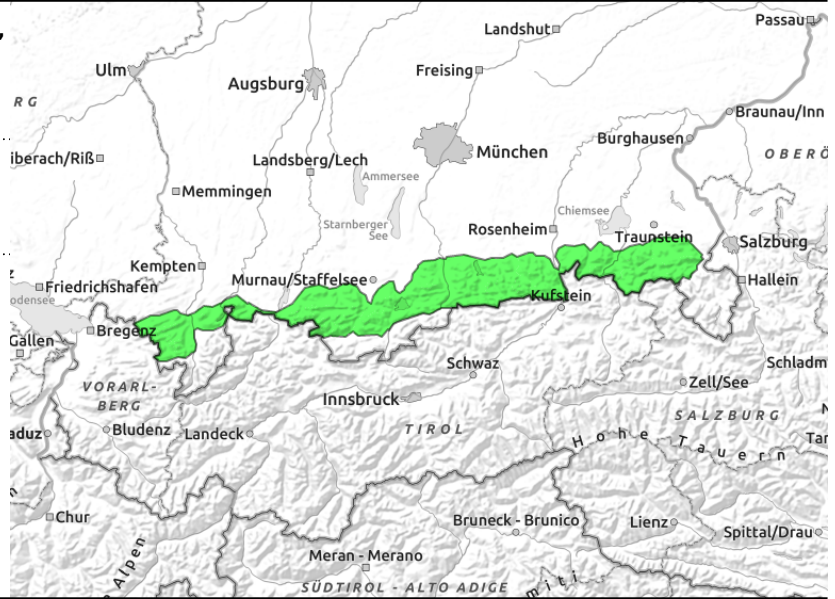 Passau
Landshut
Ulm
Augsburg
Freising
R G
Braunau/Inn
Burghausen
iberach/Riß
Landsberg/Lech
München
OBERÖ
Ammersee
Memmingen
Chiemsee
Starnberger
See
Rosenheim
Traunstein
Salzburg
Kempten
z
Friedrichshafen
Murnau/Staffelsee
Hallein
odensee
Kufstein
Bregenz
Gallen
Schwaz
Schladm
VORARL-
BERG
Zell/See
Innsbruck
SALZBURG
N
aduz
Bludenz
Landeck
TIROL
Hohe Tauern
Tar
Chur
Bruneck - Brunico
Lienz
Spittal/Drau
Alpen
Meran - Merano
SÜDTIROL - ALTO ADIGE
miti